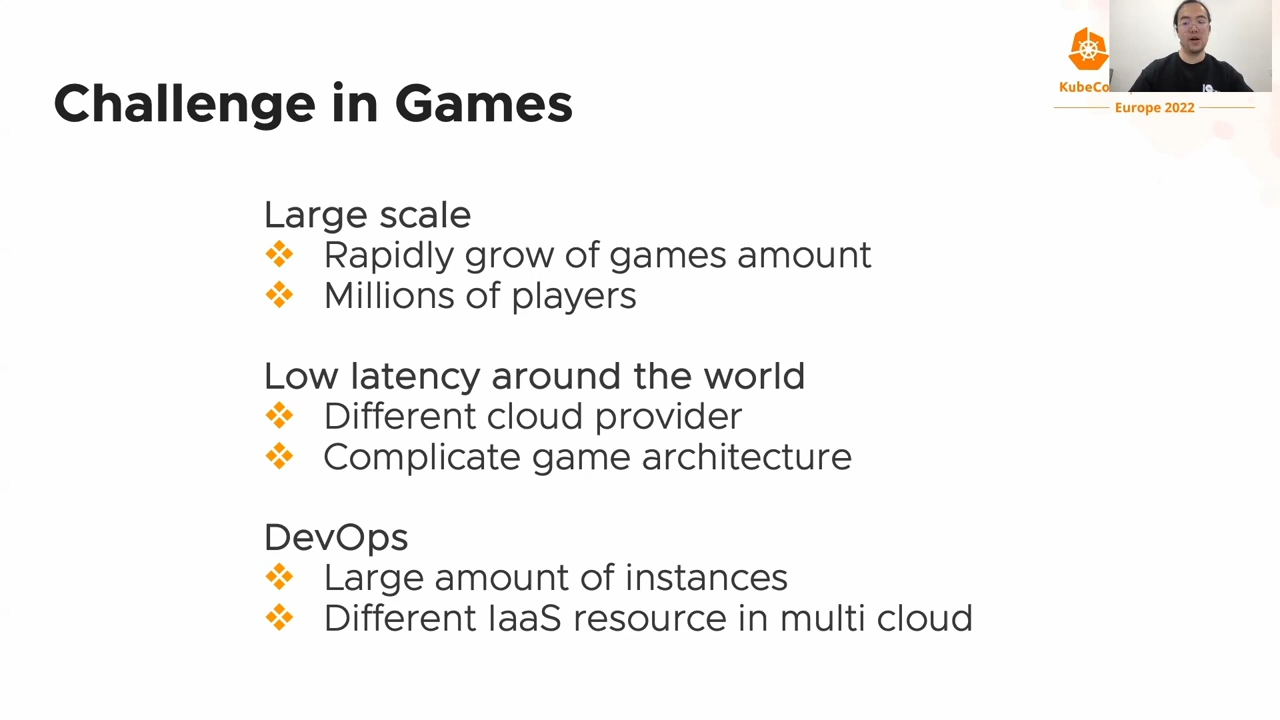 Challenge in Games
KubeCo
Europe 2022
Large scale
❖ Rapidly grow of games amount
❖ Millions of players
Low latency around the world
❖ Different cloud provider
❖ Complicate game architecture
DevOps
❖ Large amount of instances
❖ Different IaaS resource in multi cloud